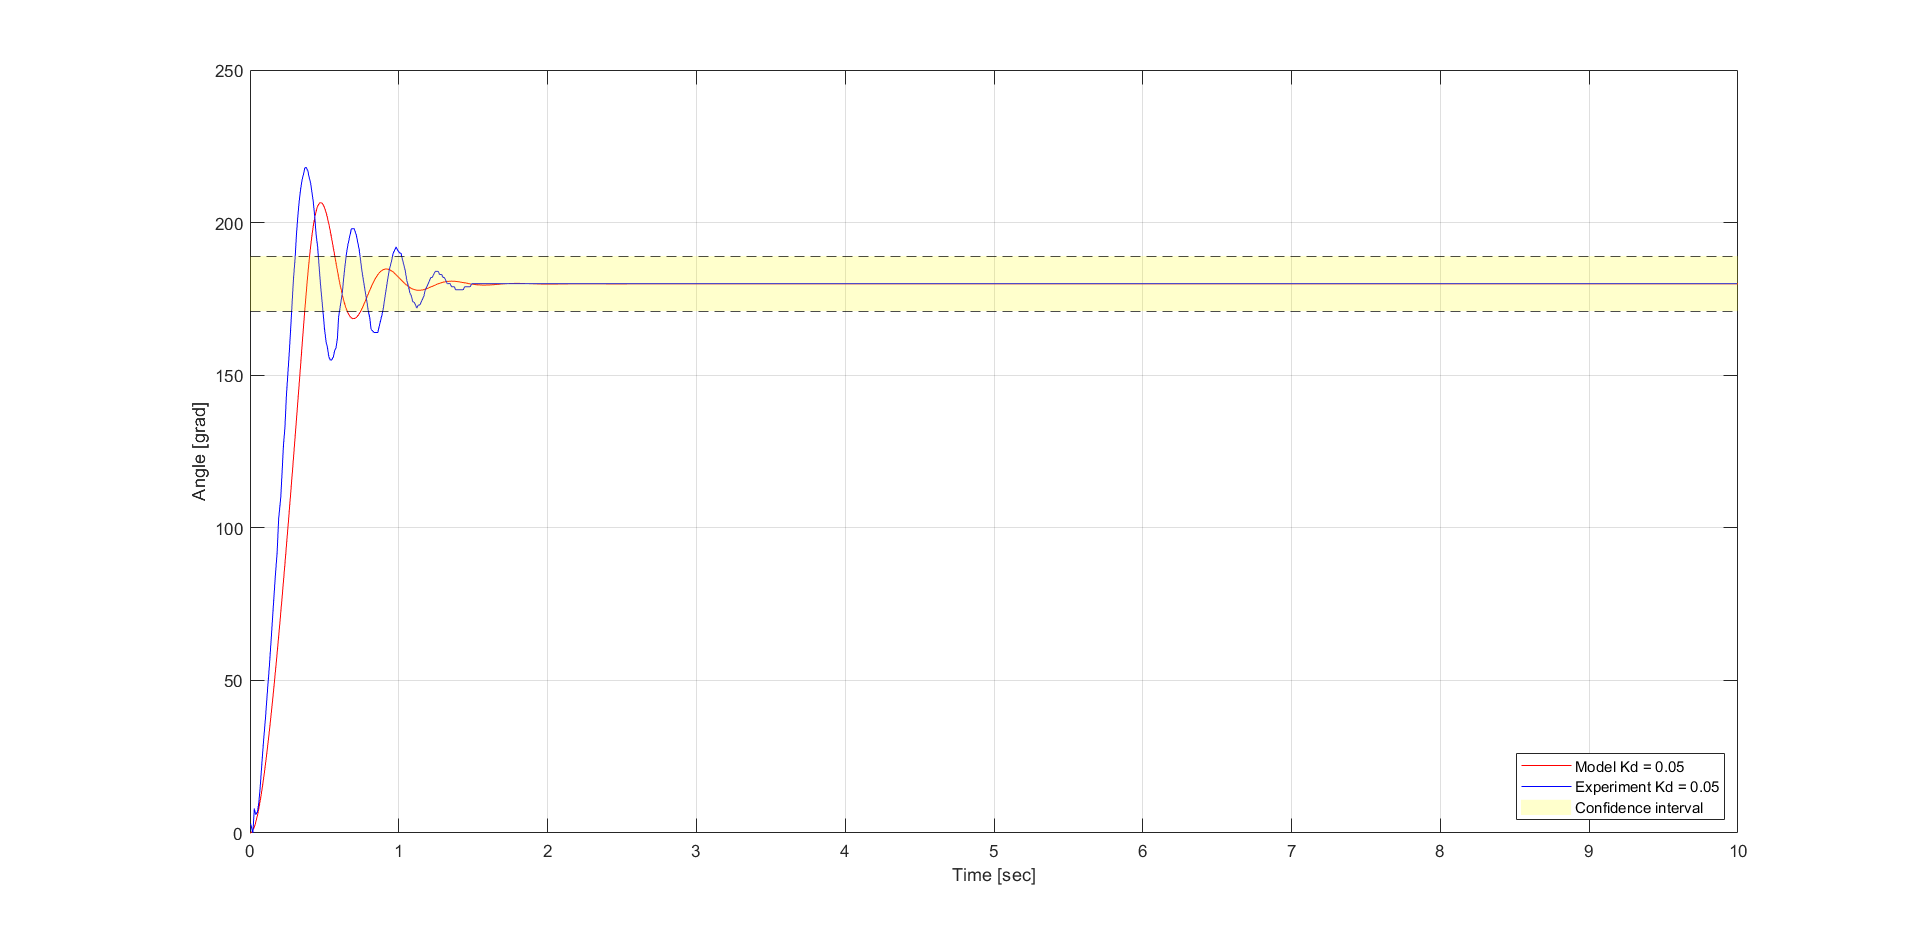 250
200
150
100
50
0
0 1 2 3 4 5 6 7 8 9 10
Angle [grad]
Time [sec]
Model Kd = 0.05
Experiment Kd = 0.05
Confidence interval